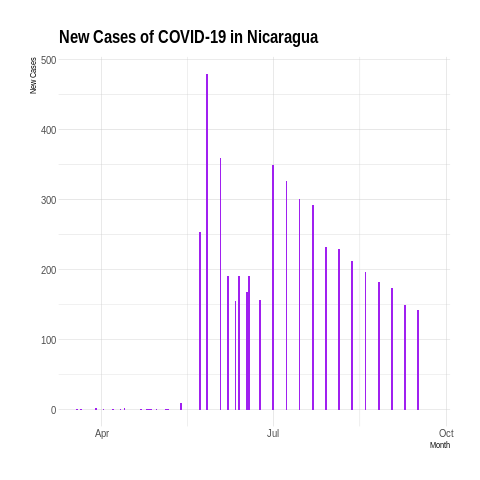 New Cases of COVID-19 in Nicaragua
New Cases
500
400
300
200
100
0
Apr
Jul
Oct
Month